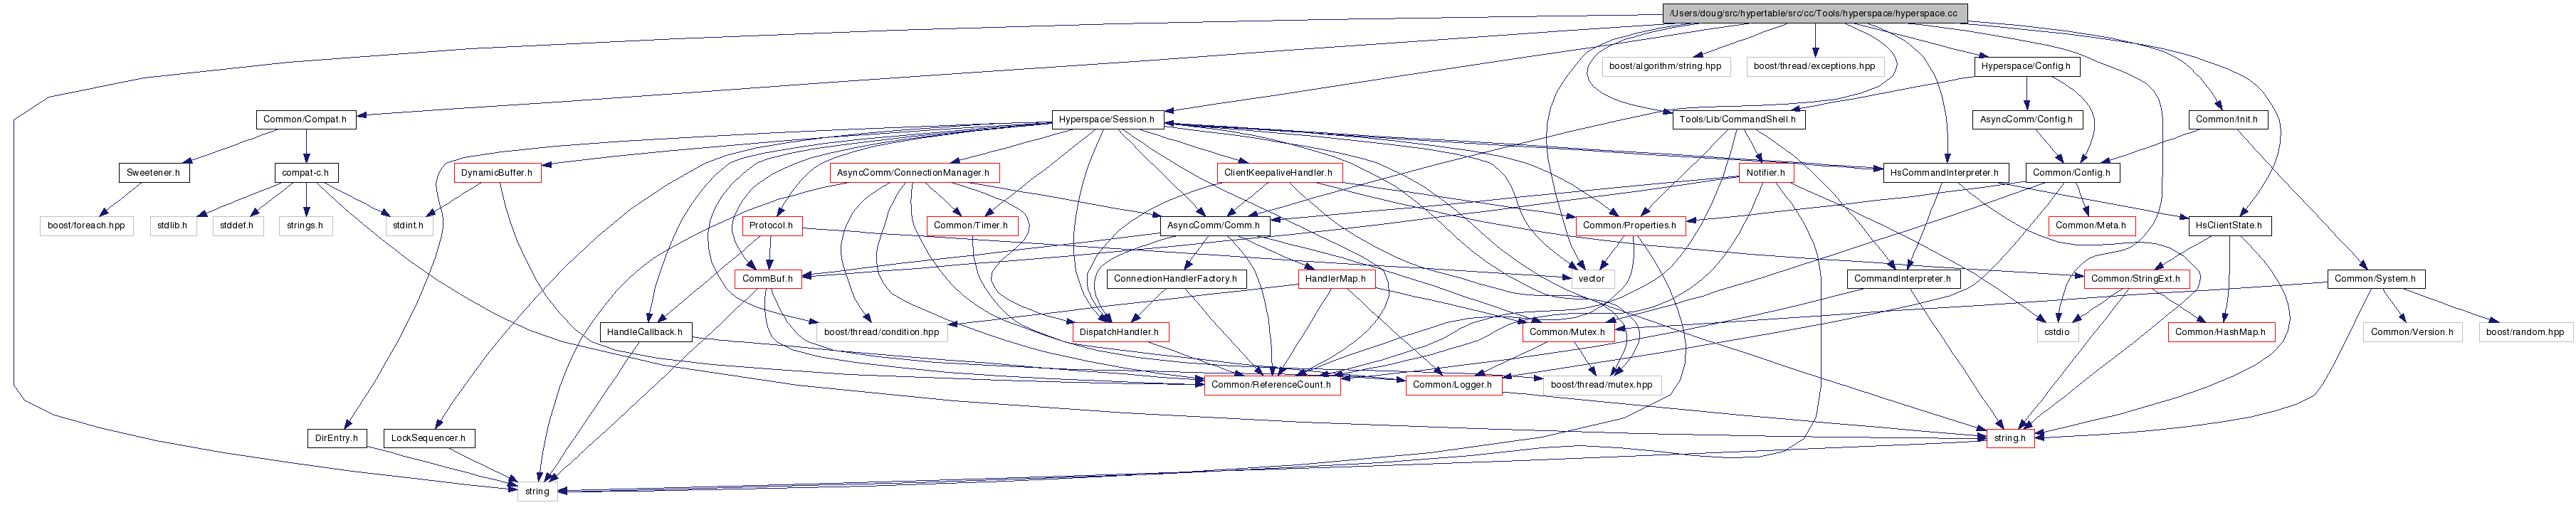 /Users/doug/src/hypertable/src/cc/Tools/hyperspace/hyperspace.cc
boost/algorithm/string.hpp
boost/thread/exceptions.hpp
Hyperspace/Config.h
Common/Compat.h
Hyperspace/Session.h
Tools/Lib/CommandShell.h
AsyncComm/Config.h
Common/Init.h
Sweetener.h
compat-c.h
DynamicBuffer.h
AsyncComm/ConnectionManager.h
ClientKeepaliveHandler.h
Notifier.h
HsCommandInterpreter.h
Common/Config.h
boost/foreach.hpp
stdlib.h
stddef.h
strings.h
stdint.h
Protocol.h
Common/Timer.h
AsyncComm/Comm.h
Common/Properties.h
Common/Meta.h
HsClientState.h
CommBuf.h
ConnectionHandlerFactory.h
HandlerMap.h
vector
CommandInterpreter.h
Common/StringExt.h
Common/System.h
HandleCallback.h
boost/thread/condition.hpp
DispatchHandler.h
Common/Mutex.h
cstdio
Common/HashMap.h
Common/Version.h
boost/random.hpp
Common/ReferenceCount.h
Common/Logger.h
boost/thread/mutex.hpp
DirEntry.h
LockSequencer.h
string.h
string